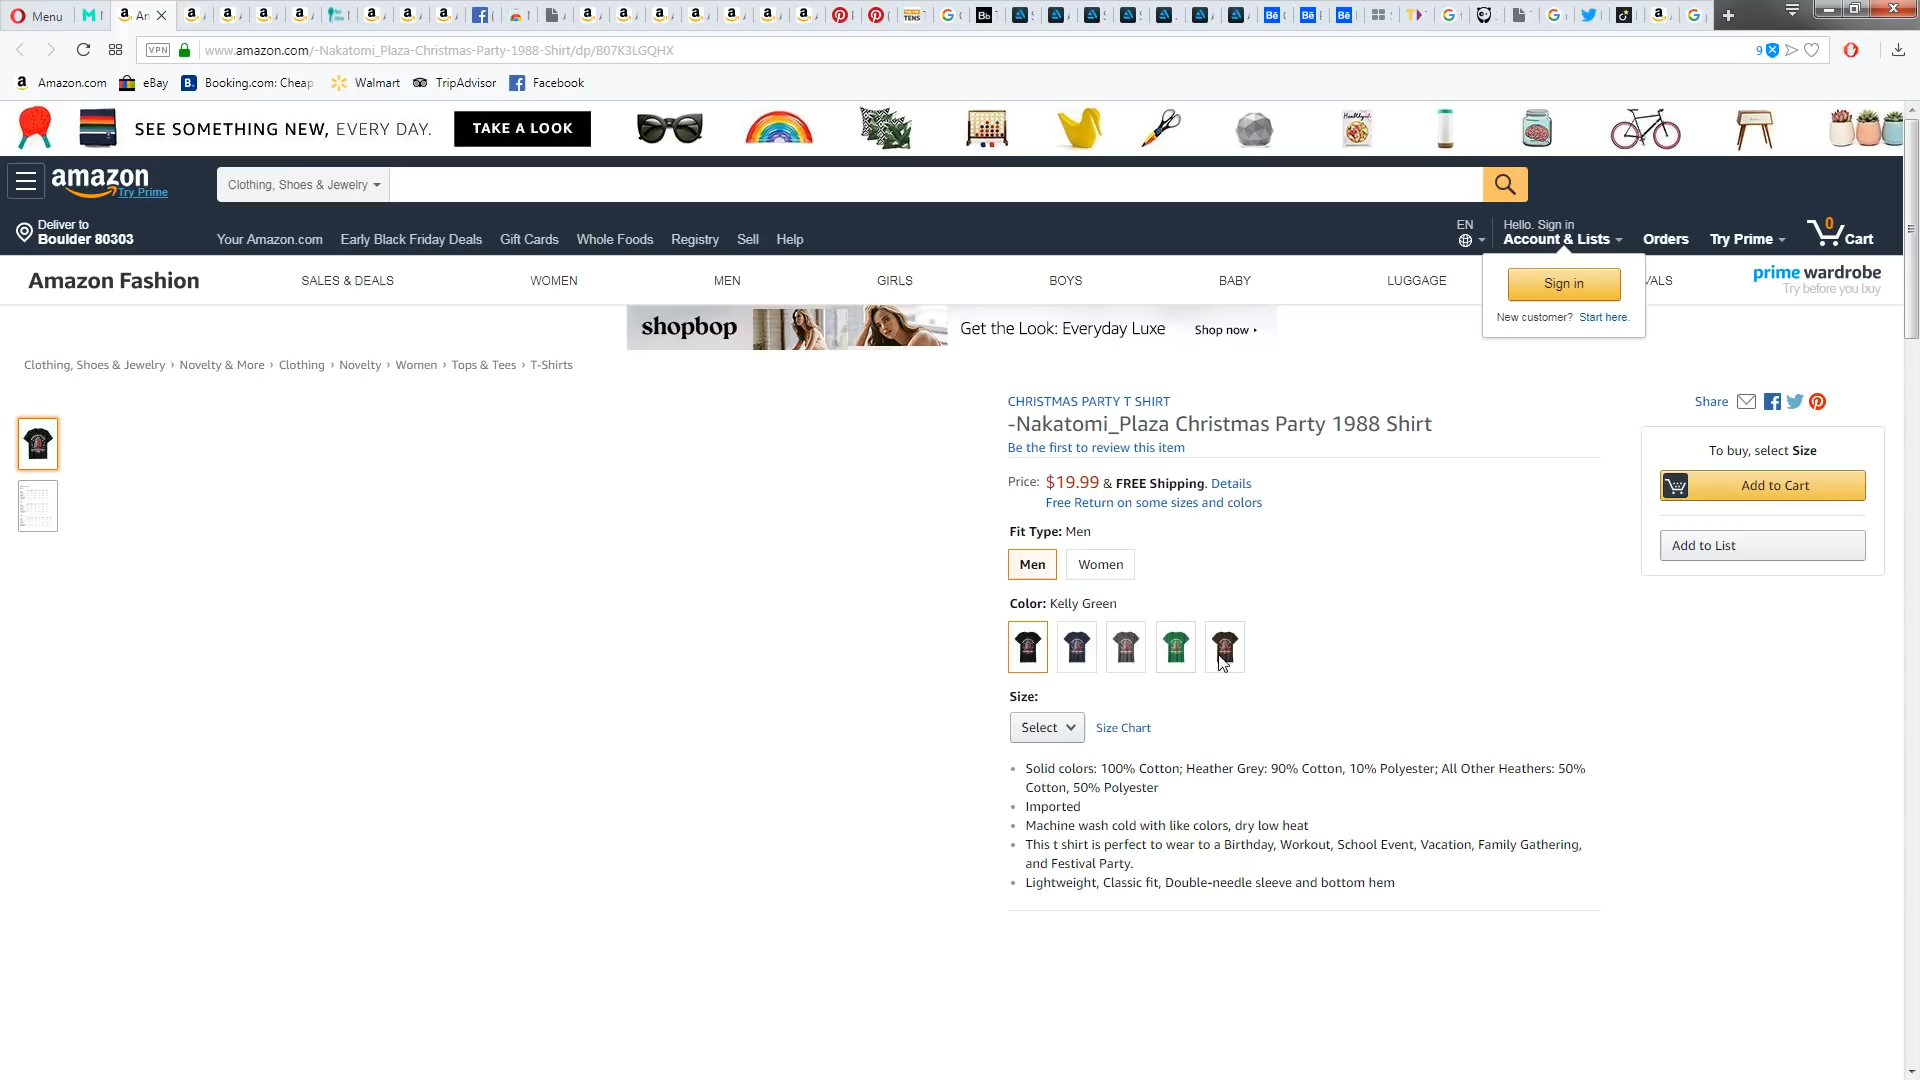 Menu
An
www.amazon.com/-Nakatomi_Plaza-Christmas-Party-1988-Shirt/dp/B07K3LGQHX
VPN
9
Amazon.com
eBay
Booking.com: Cheap
Walmart
TripAdvisor
Facebook
SEE SOMETHING NEW, EVERY DAY.
TAKE A LOOK
amazon
Try Prime
Clothing, Shoes & Jewelry
Deliver to
Boulder 80303
Your Amazon.com
Early Black Friday Deals
Gift Cards
Whole Foods
Registry
Sell
Help
EN
Hello. Sign in
Account & Lists
Orders
Try Prime
0
Cart
Amazon Fashion
SALES & DEALS
WOMEN
MEN
GIRLS
BOYS
BABY
LUGGAGE
VALS
prime wardrobe
Try before you buy
Sign in
New customer? Start here.
shopbop
Get the Look: Everyday Luxe
Shop now
Clothing, Shoes & Jewelry › Novelty & More › Clothing › Novelty › Women › Tops & Tees › T-Shirts
CHRISTMAS PARTY T SHIRT
-Nakatomi_Plaza Christmas Party 1988 Shirt
Be the first to review this item
Price: $19.99 & FREE Shipping. Details
Free Return on some sizes and colors
Fit Type: Men
Men
Women
Color: Kelly Green
Size:
Select
Size Chart
• Solid colors: 100% Cotton; Heather Grey: 90% Cotton, 10% Polyester; All Other Heathers: 50%
Cotton, 50% Polyester
• Imported
• Machine wash cold with like colors, dry low heat
• This t shirt is perfect to wear to a Birthday, Workout, School Event, Vacation, Family Gathering,
and Festival Party.
• Lightweight, Classic fit, Double-needle sleeve and bottom hem
Share
To buy, select Size
Add to Cart
Add to List